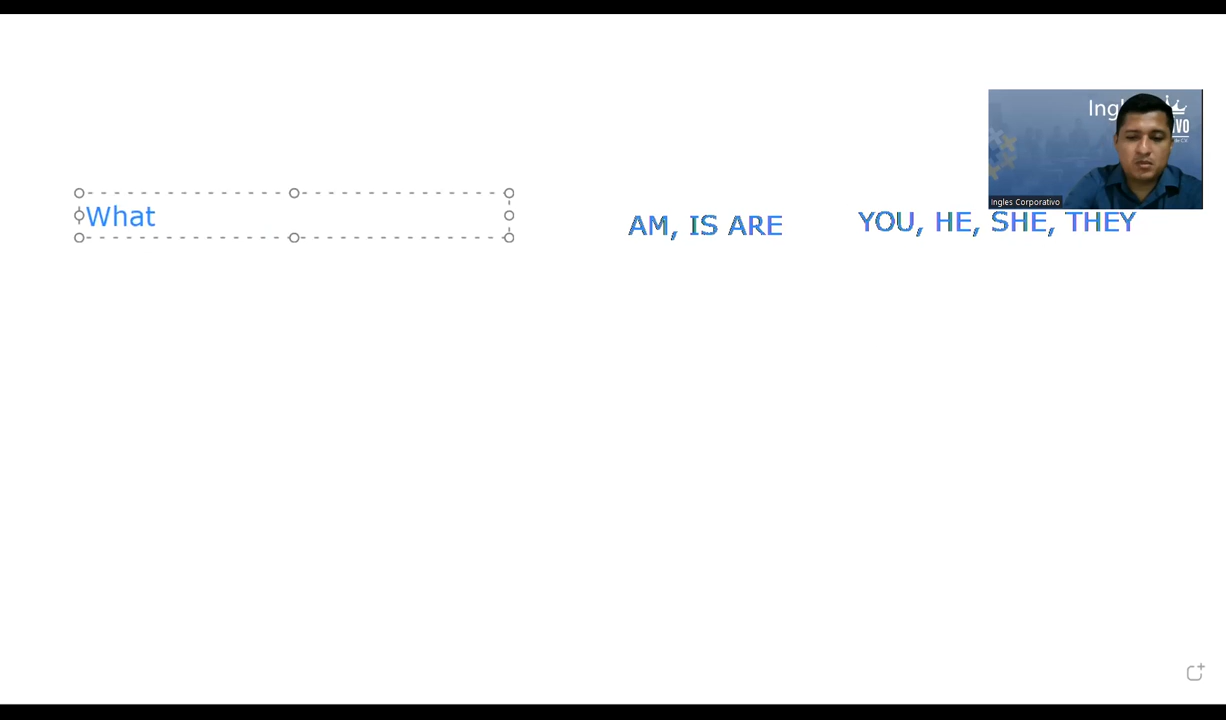 What
AM, IS ARE
YOU, HE, SHE, THEY
Ingles Corporativo